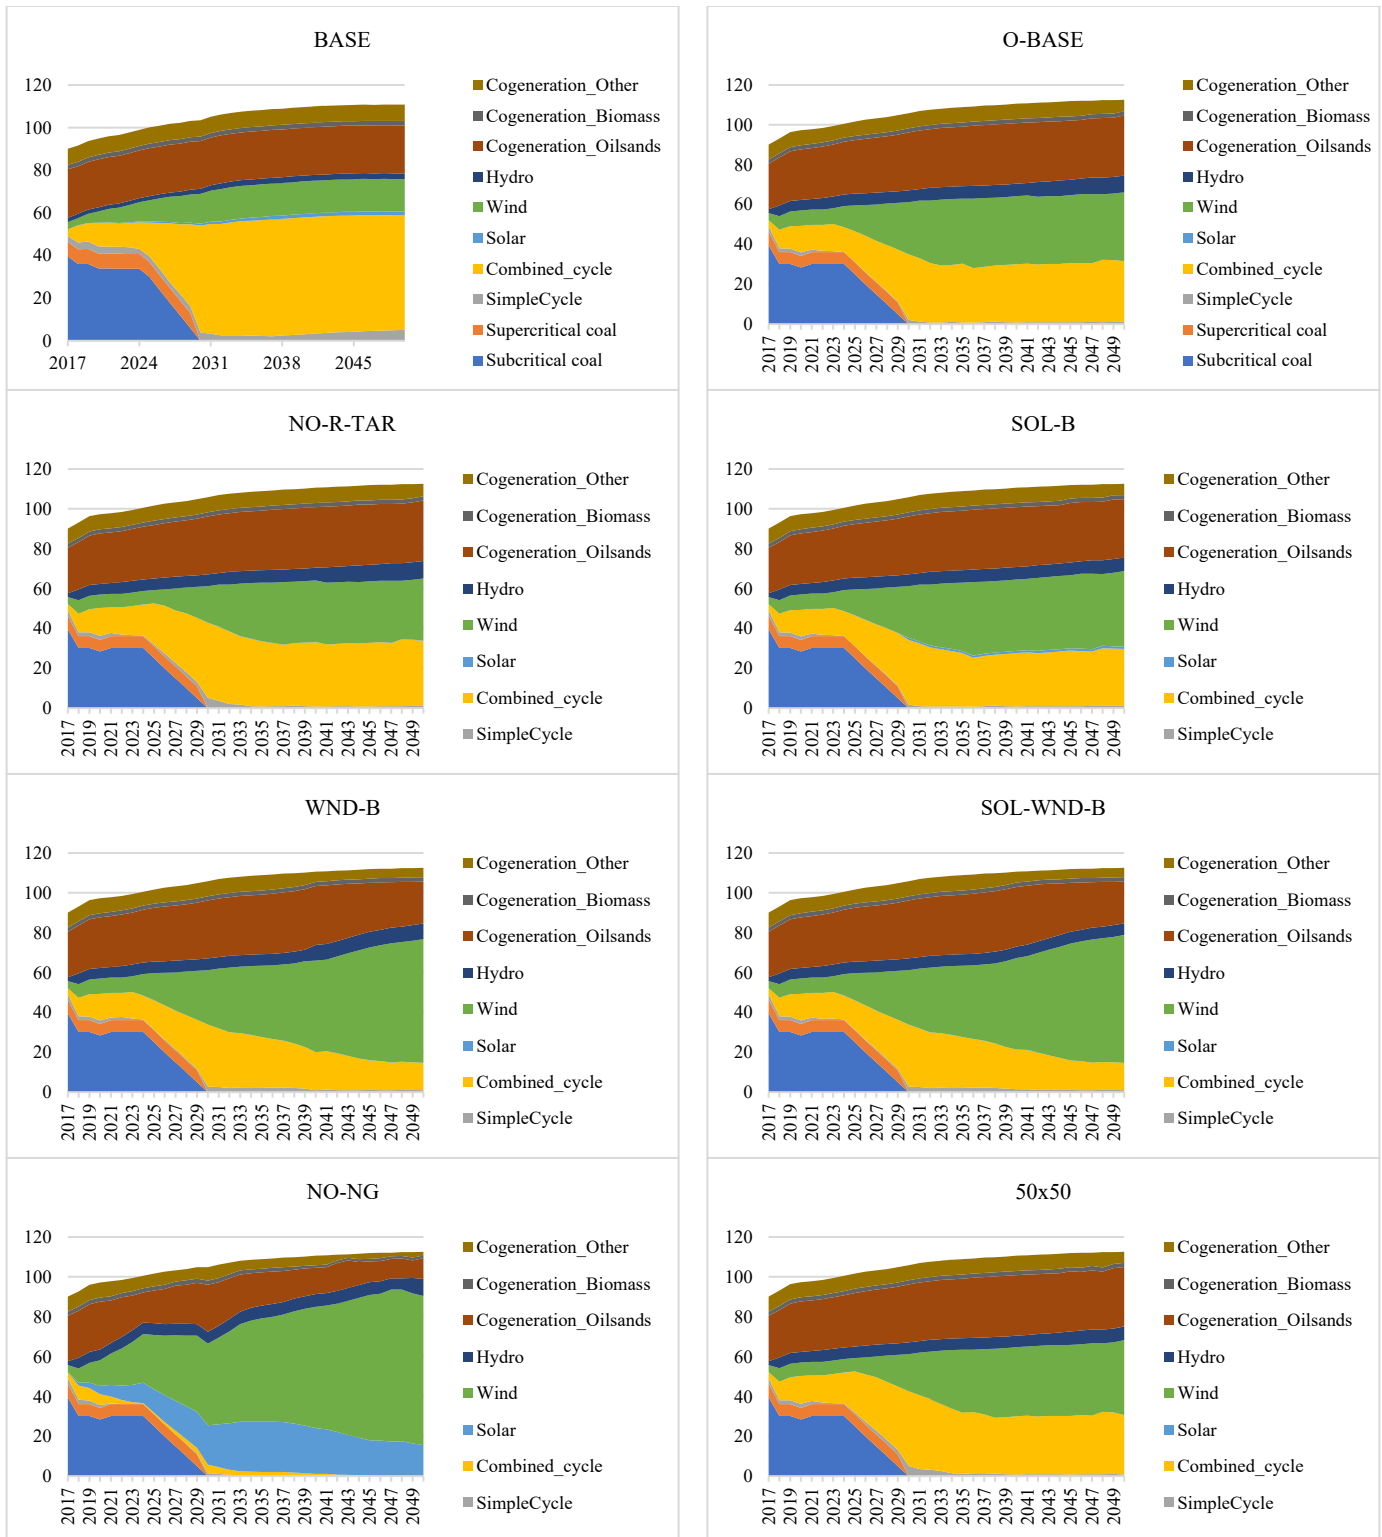 BASE
120
100
80
60
40
20
0
2017 2024 2031 2038 2045
Cogeneration_Other
Cogeneration_Biomass
Cogeneration_Oilsands
Hydro
Wind
Solar
Combined_cycle
SimpleCycle
Supercritical coal
Subcritical coal
O-BASE
120
100
80
60
40
20
0
2017 2019 2021 2023 2025 2027 2029 2031 2033 2035 2037 2039 2041 2043 2045 2047 2049
Cogeneration_Other
Cogeneration_Biomass
Cogeneration_Oilsands
Hydro
Wind
Solar
Combined_cycle
SimpleCycle
Supercritical coal
Subcritical coal
NO-R-TAR
120
100
80
60
40
20
0
2017 2019 2021 2023 2025 2027 2029 2031 2033 2035 2037 2039 2041 2043 2045 2047 2049
Cogeneration_Other
Cogeneration_Biomass
Cogeneration_Oilsands
Hydro
Wind
Solar
Combined_cycle
SimpleCycle
SOL-B
120
100
80
60
40
20
0
2017 2019 2021 2023 2025 2027 2029 2031 2033 2035 2037 2039 2041 2043 2045 2047 2049
Cogeneration_Other
Cogeneration_Biomass
Cogeneration_Oilsands
Hydro
Wind
Solar
Combined_cycle
SimpleCycle
WND-B
120
100
80
60
40
20
0
2017 2019 2021 2023 2025 2027 2029 2031 2033 2035 2037 2039 2041 2043 2045 2047 2049
Cogeneration_Other
Cogeneration_Biomass
Cogeneration_Oilsands
Hydro
Wind
Solar
Combined_cycle
SimpleCycle
SOL-WND-B
120
100
80
60
40
20
0
2017 2019 2021 2023 2025 2027 2029 2031 2033 2035 2037 2039 2041 2043 2045 2047 2049
Cogeneration_Other
Cogeneration_Biomass
Cogeneration_Oilsands
Hydro
Wind
Solar
Combined_cycle
SimpleCycle
NO-NG
120
100
80
60
40
20
0
2017 2019 2021 2023 2025 2027 2029 2031 2033 2035 2037 2039 2041 2043 2045 2047 2049
Cogeneration_Other
Cogeneration_Biomass
Cogeneration_Oilsands
Hydro
Wind
Solar
Combined_cycle
SimpleCycle
50x50
120
100
80
60
40
20
0
2017 2019 2021 2023 2025 2027 2029 2031 2033 2035 2037 2039 2041 2043 2045 2047 2049
Cogeneration_Other
Cogeneration_Biomass
Cogeneration_Oilsands
Hydro
Wind
Solar
Combined_cycle
SimpleCycle